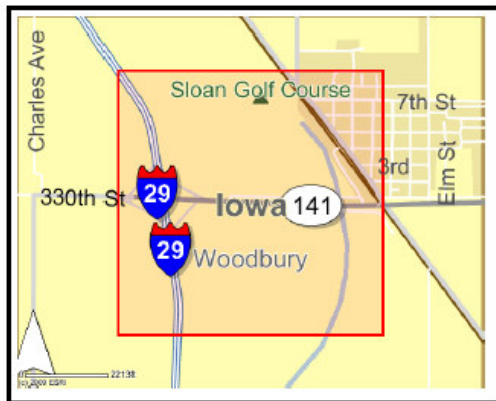 Charles Ave
Sloan Golf Course
7th St
3rd
Elm St
330th St
29
Iowa
141
29
Woodbury
2213ft
(c) 2009 ESRI